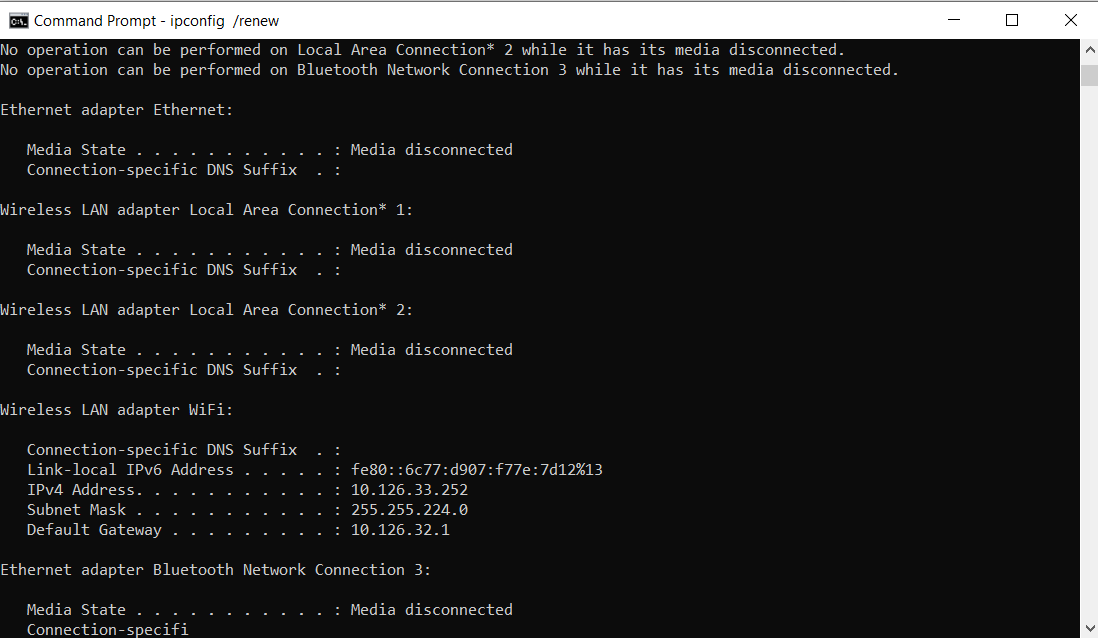 Command Prompt - ipconfig  /renew
No operation can be performed on Local Area Connection* 2 while it has its media disconnected.
No operation can be performed on Bluetooth Network Connection 3 while it has its media disconnected.
Ethernet adapter Ethernet:
   Media State . . . . . . . . . . . : Media disconnected
   Connection-specific DNS Suffix  . :
Wireless LAN adapter Local Area Connection* 1:
   Media State . . . . . . . . . . . : Media disconnected
   Connection-specific DNS Suffix  . :
Wireless LAN adapter Local Area Connection* 2:
   Media State . . . . . . . . . . . : Media disconnected
   Connection-specific DNS Suffix  . :
Wireless LAN adapter WiFi:
   Connection-specific DNS Suffix  . :
   Link-local IPv6 Address . . . . . : fe80::6c77:d907:f77e:7d12%13
   IPv4 Address. . . . . . . . . . . : 10.126.33.252
   Subnet Mask . . . . . . . . . . . : 255.255.224.0
   Default Gateway . . . . . . . . . : 10.126.32.1
Ethernet adapter Bluetooth Network Connection 3:
   Media State . . . . . . . . . . . : Media disconnected
   Connection-specifi